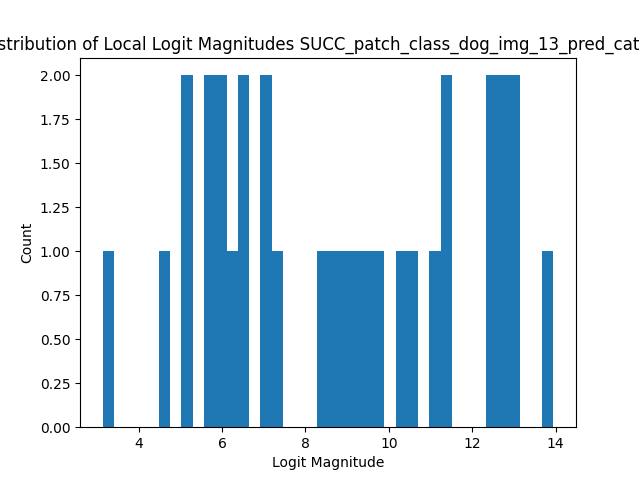 stribution of Local Logit Magnitudes SUCC_patch_class_dog_img_13_pred_cat
2.00
1.75
1.50
1.25
1.00
0.75
0.50
0.25
0.00
Count
4 6 8 10 12 14
Logit Magnitude